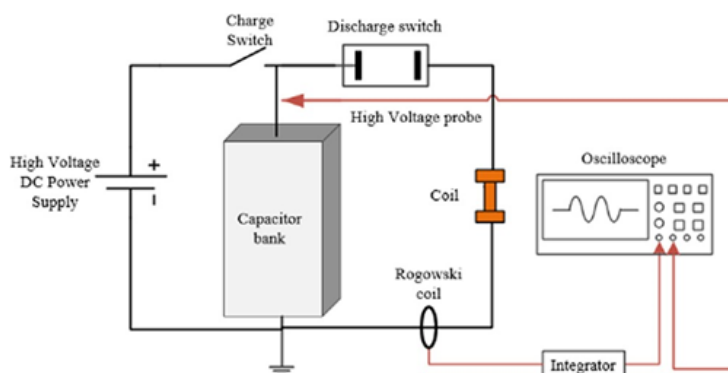 Charge
Switch
Discharge switch
High Voltage probe
High Voltage
DC Power
Supply
+
-
Capacitor
bank
Coil
Oscilloscope
Rogowski
coil
Integrator